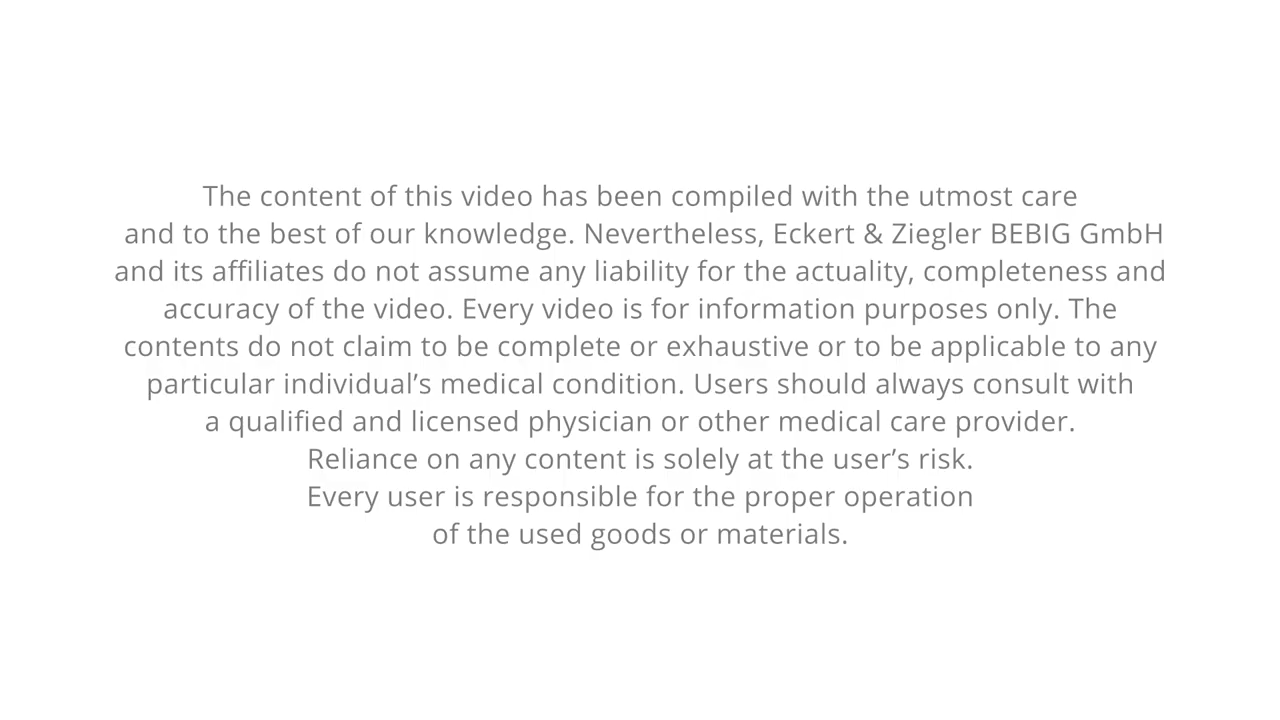 The content of this video has been compiled with the utmost care
and to the best of our knowledge. Nevertheless, Eckert & Ziegler BEBIG GmbH
and its affiliates do not assume any liability for the actuality, completeness and
accuracy of the video. Every video is for information purposes only. The
contents do not claim to be complete or exhaustive or to be applicable to any
particular individual’s medical condition. Users should always consult with
a qualified and licensed physician or other medical care provider.
Reliance on any content is solely at the user’s risk.
Every user is responsible for the proper operation
of the used goods or materials.